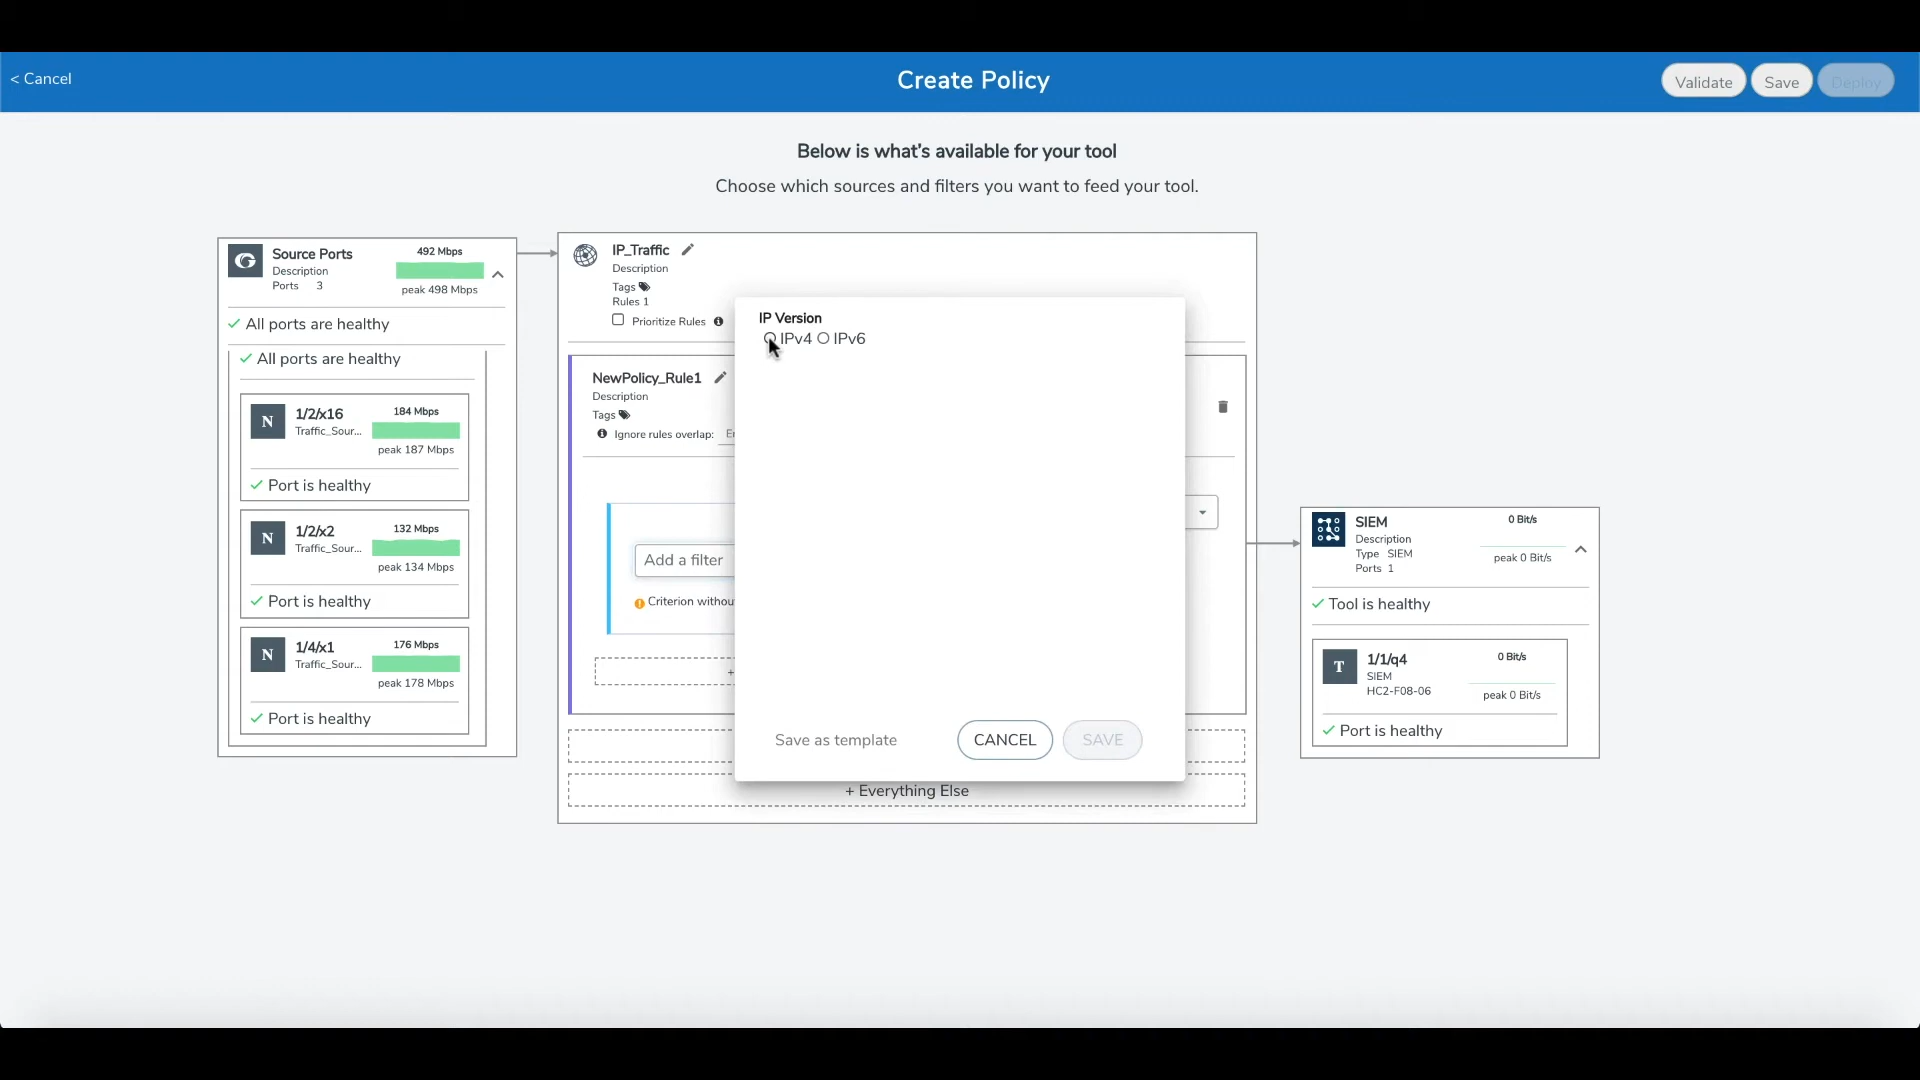 < Cancel
Create Policy
Validate
Save
Deploy
Below is what's available for your tool
Choose which sources and filters you want to feed your tool.
Source Ports
Description
Ports 3
492 Mbps
peak 498 Mbps
All ports are healthy
All ports are healthy
N
1/2/x16
Traffic_Sour...
184 Mbps
peak 187 Mbps
Port is healthy
N
1/2/x2
Traffic_Sour...
132 Mbps
peak 134 Mbps
Port is healthy
N
1/4/x1
Traffic_Sour...
176 Mbps
peak 178 Mbps
Port is healthy
IP_Traffic
Description
Tags
Rules 1
Prioritize Rules
NewPolicy_Rule1
Description
Tags
Ignore rules overlap:
Add a filter
Criterion
+
+ Everything Else
IP Version
IPv4 IPv6
Save as template
CANCEL
SAVE
SIEM
Description
Type SIEM
Ports 1
0 Bit/s
peak 0 Bit/s
Tool is healthy
T
1/1/q4
SIEM
HC2-F08-06
0 Bit/s
peak 0 Bit/s
Port is healthy